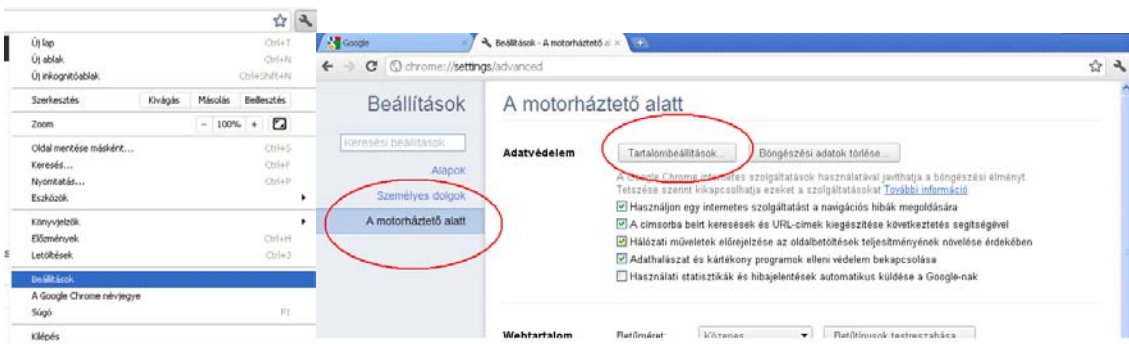 Új lap Ctrl+T
Új ablak Ctrl+N
Új inkognitóablak Ctrl+Shift+N
Szerkesztés Kivágás Másolás Beillesztés
Zoom - 100% +
Oldal mentése másként... Ctrl+S
Keresés... Ctrl+F
Nyomtatás... Ctrl+P
Eszközök
Könyvjelzők
Előzmények Ctrl+H
Letöltések Ctrl+J
Beállítások
A Google Chrome névjegye
Súgó F1
Kilépés
Google
Beállítások - A motorháztető al
chrome://settings/advanced
Beállítások
Keresési beállítások
Alapok
Személyes dolgok
A motorháztető alatt
A motorháztető alatt
Adatvédelem Tartalombeállítások... Böngészési adatok törlése...
A Google Chrome internetes szolgáltatások használatával javíthatja a böngészési élményt.
Tetszése szerint kikapcsolhatja ezeket a szolgáltatásokat További információ
Használjon egy internetes szolgáltatást a navigációs hibák megoldására
A címsorba beírt keresések és URL-címek kiegészítése következtetés segítségével
Hálózati műveletek előrejelzése az oldalbetöltések teljesítményének növelése érdekében
Adathalászat és kártékony programok elleni védelem bekapcsolása
Használati statisztikák és hibajelentések automatikus küldése a Google-nak
Webtartalom Betűméret: Közepes Betűtípusok testreszabása...